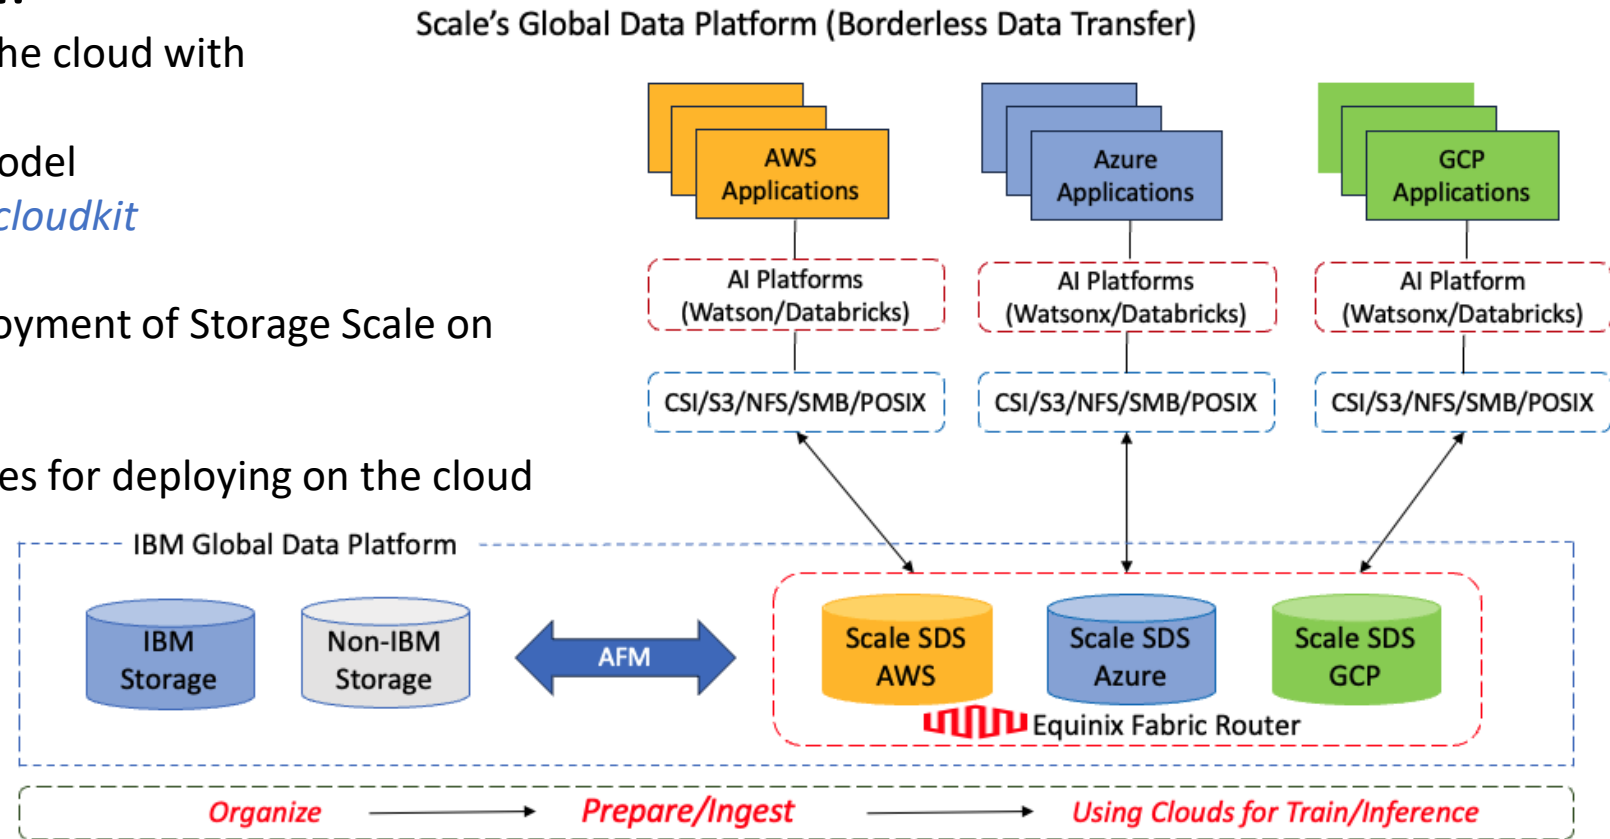 Scale's Global Data Platform (Borderless Data Transfer)
he cloud with
odel
cloudkit
oyment of Storage Scale on
es for deploying on the cloud
AWS
Applications
Azure
Applications
GCP
Applications
AI Platforms
(Watson/Databricks)
AI Platforms
(Watsonx/Databricks)
AI Platform
(Watsonx/Databricks)
CSI/S3/NFS/SMB/POSIX
CSI/S3/NFS/SMB/POSIX
CSI/S3/NFS/SMB/POSIX
IBM Global Data Platform
IBM
Storage
Non-IBM
Storage
AFM
Scale SDS
AWS
Scale SDS
Azure
Scale SDS
GCP
Equinix Fabric Router
Organize
Prepare/Ingest
Using Clouds for Train/Inference